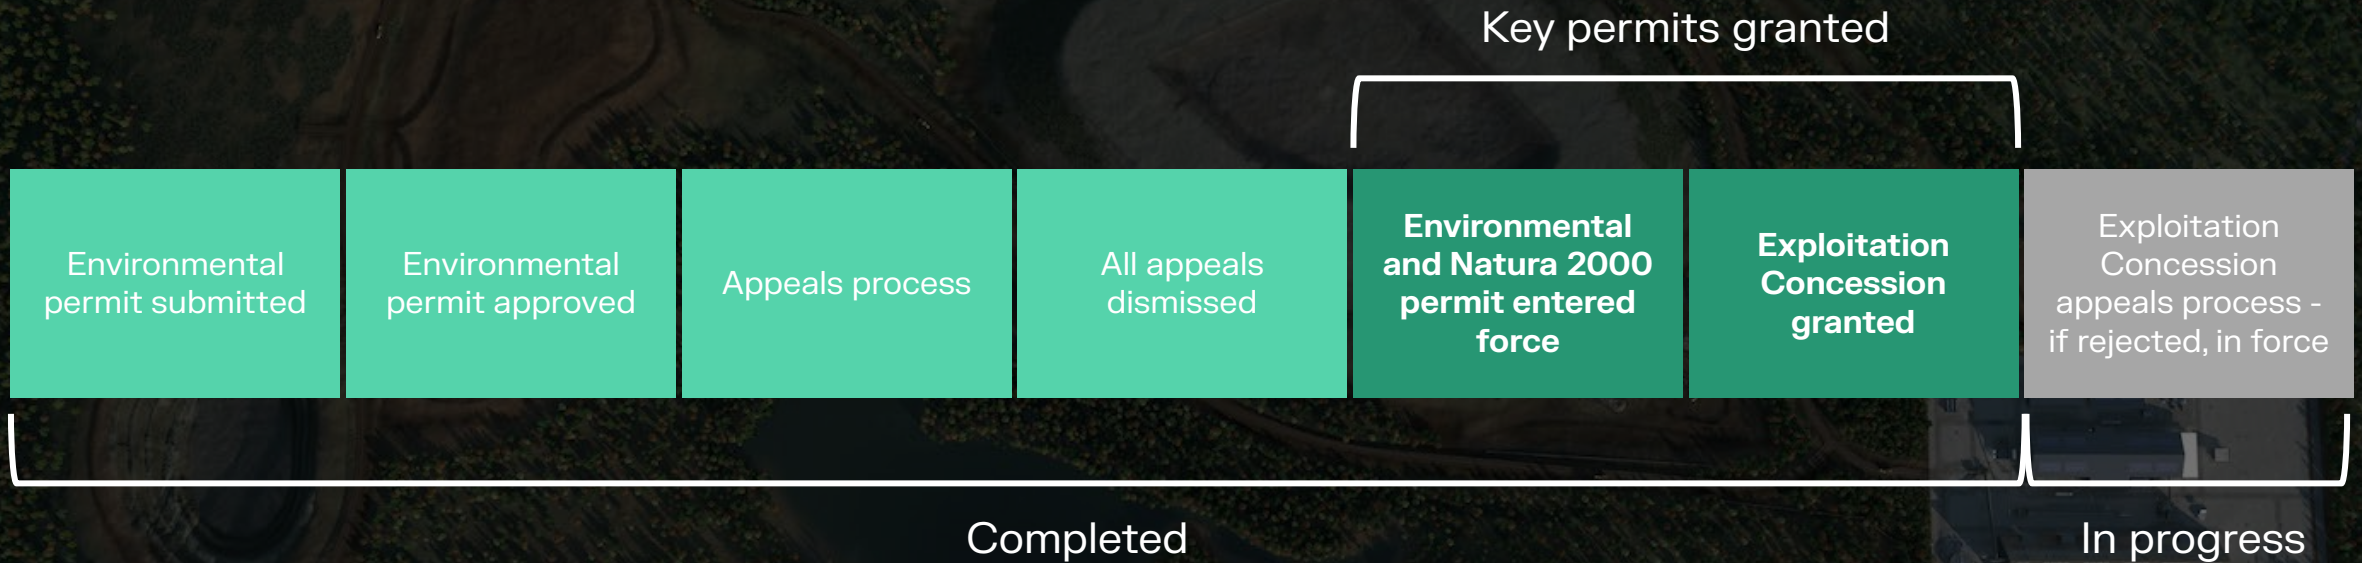 Key permits granted
Environmental
permit submitted
Environmental
permit approved
Appeals process
All appeals
dismissed
Environmental
and Natura 2000
permit entered
force
Exploitation
Concession
granted
Exploitation
Concession
appeals process -
if rejected, in force
Completed
In progress